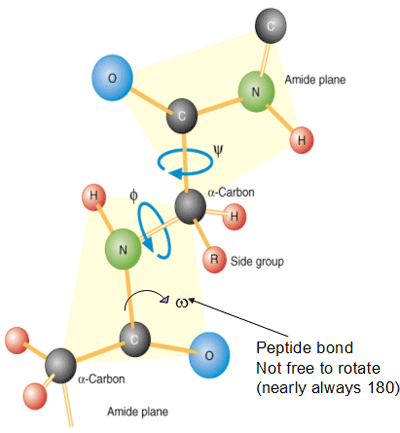 C
O
N
Amide plane
C
H
ψ
α-Carbon
H
ϕ
H
N
R Side group
ω
C
O
Peptide bond
Not free to rotate
(nearly always 180)
α-Carbon
Amide plane